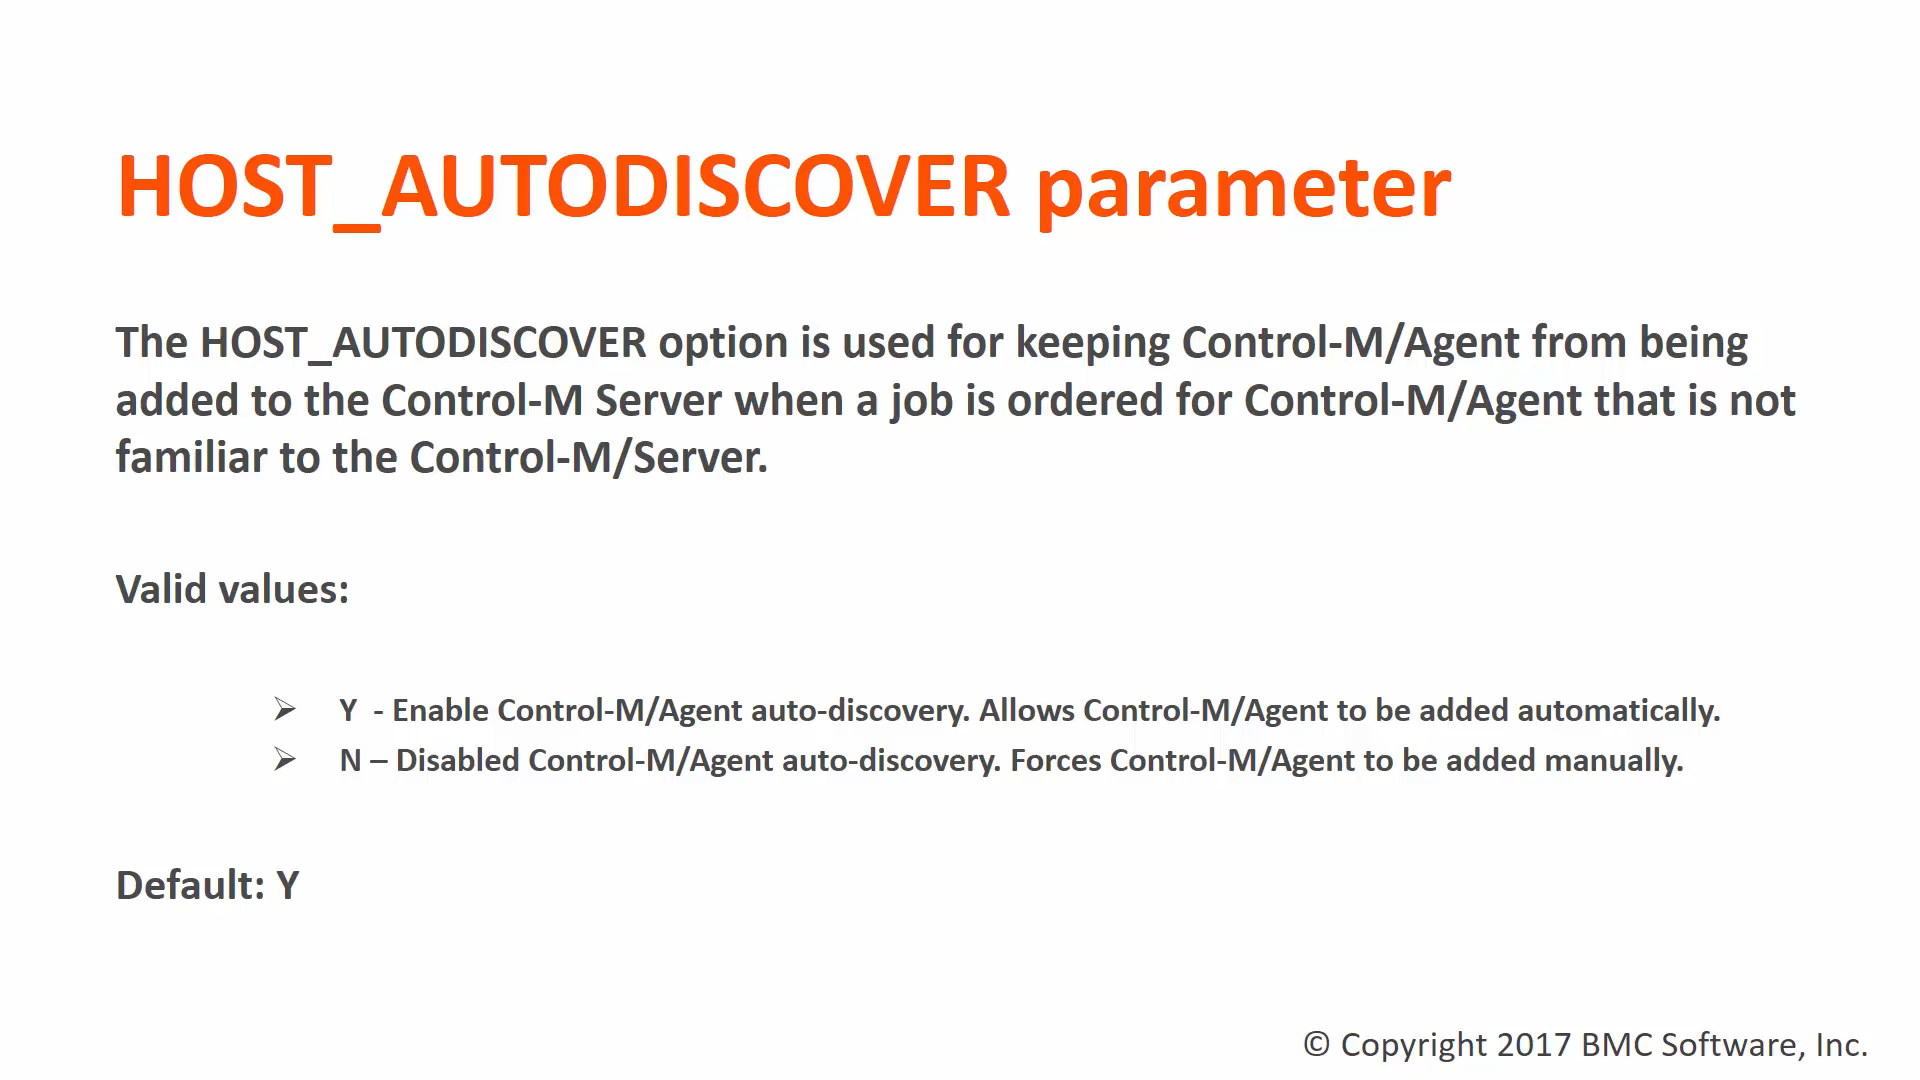 HOST_AUTODISCOVER parameter
The HOST_AUTODISCOVER option is used for keeping Control-M/Agent from being
added to the Control-M Server when a job is ordered for Control-M/Agent that is not
familiar to the Control-M/Server.
Valid values:
➢ Y - Enable Control-M/Agent auto-discovery. Allows Control-M/Agent to be added automatically.
➢ N – Disabled Control-M/Agent auto-discovery. Forces Control-M/Agent to be added manually.
Default: Y
© Copyright 2017 BMC Software, Inc.